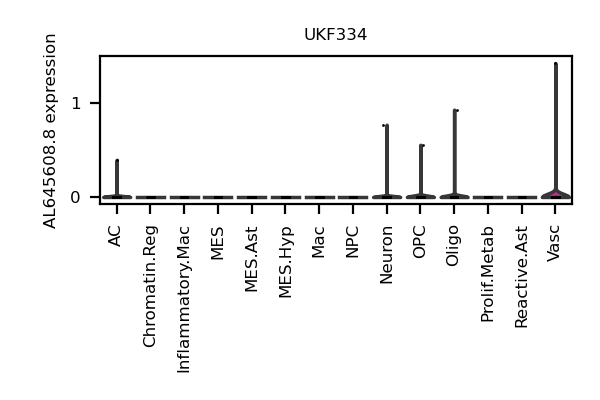 UKF334
AL645608.8 expression
1
0
AC
Chromatin.Reg
Inflammatory.Mac
MES
MES.Ast
MES.Hyp
Mac
NPC
Neuron
OPC
Oligo
Prolif.Metab
Reactive.Ast
Vasc